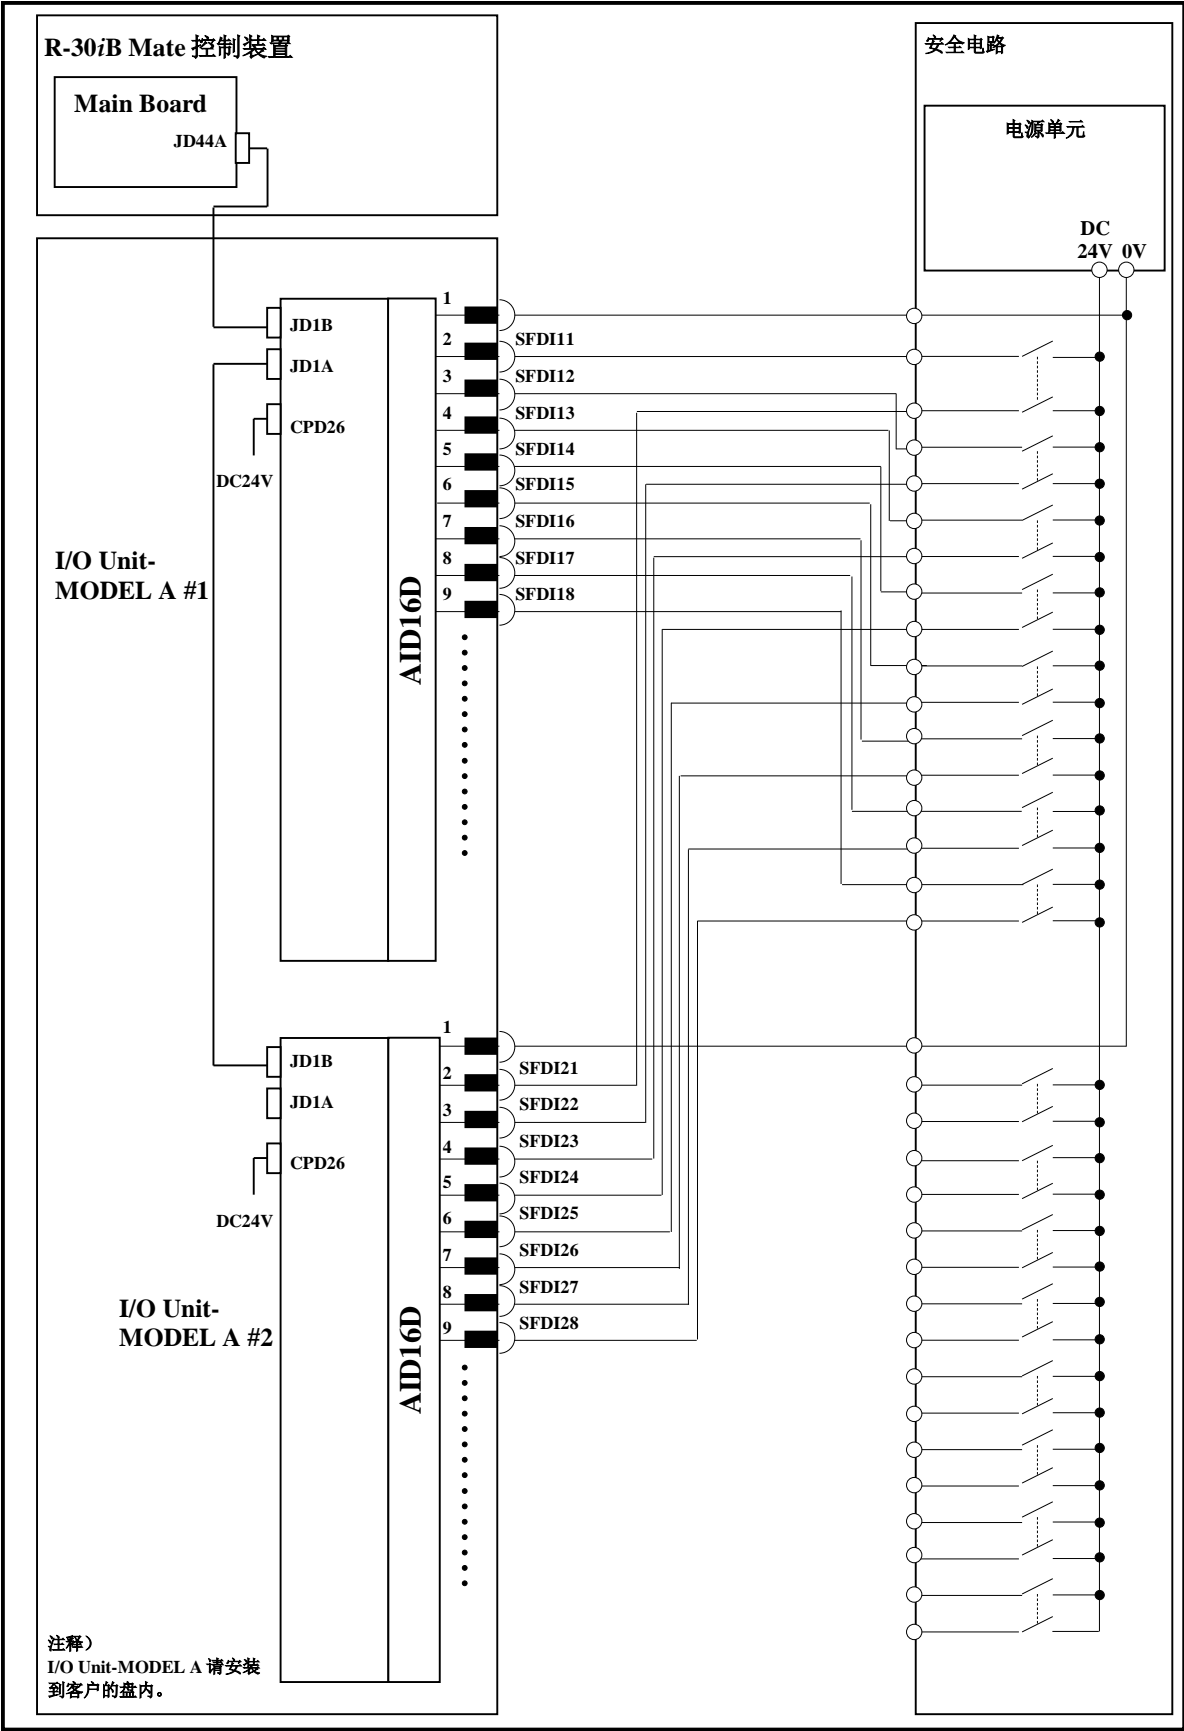 R-30iB Mate 控制装置
Main Board
JD44A
安全电路
电源单元
DC
24V 0V
JD1B
JD1A
CPD26
DC24V
I/O Unit-
MODEL A #1
AID16D
1
2
3
4
5
6
7
8
9
SFDI11
SFDI12
SFDI13
SFDI14
SFDI15
SFDI16
SFDI17
SFDI18
JD1B
JD1A
CPD26
DC24V
I/O Unit-
MODEL A #2
AID16D
1
2
3
4
5
6
7
8
9
SFDI21
SFDI22
SFDI23
SFDI24
SFDI25
SFDI26
SFDI27
SFDI28
注释）
I/O Unit-MODEL A 请安装
到客户的盘内。